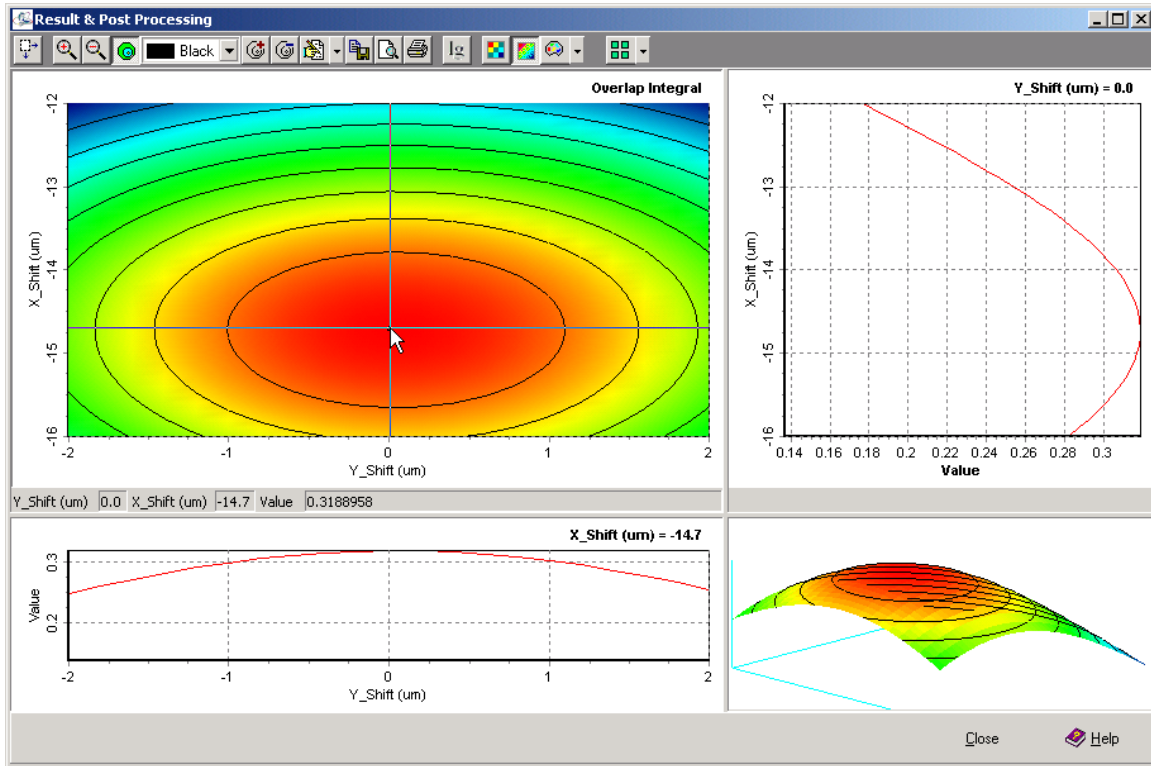 Result & Post Processing
Black
lg
Overlap Integral
-12
-13
-14
-15
-16
X_Shift (um)
-2 -1 0 1 2
Y_Shift (um)
Y_Shift (um) = 0.0
-12
-13
-14
-15
-16
X_Shift (um)
0.14 0.16 0.18 0.2 0.22 0.24 0.26 0.28 0.3
Value
Y_Shift (um) 0.0 X_Shift (um) -14.7 Value 0.3188958
X_Shift (um) = -14.7
0.3
0.2
Value
-2 -1 0 1 2
Y_Shift (um)
Close Help